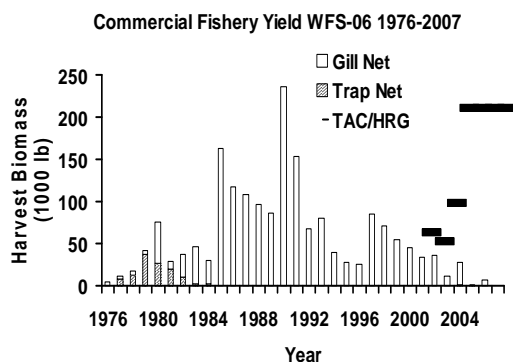 Commercial Fishery Yield WFS-06 1976-2007
Gill Net
Trap Net
TAC/HRG
Harvest Biomass
(1000 lb)
250
200
150
100
50
0
1976 1980 1984 1988 1992 1996 2000 2004
Year